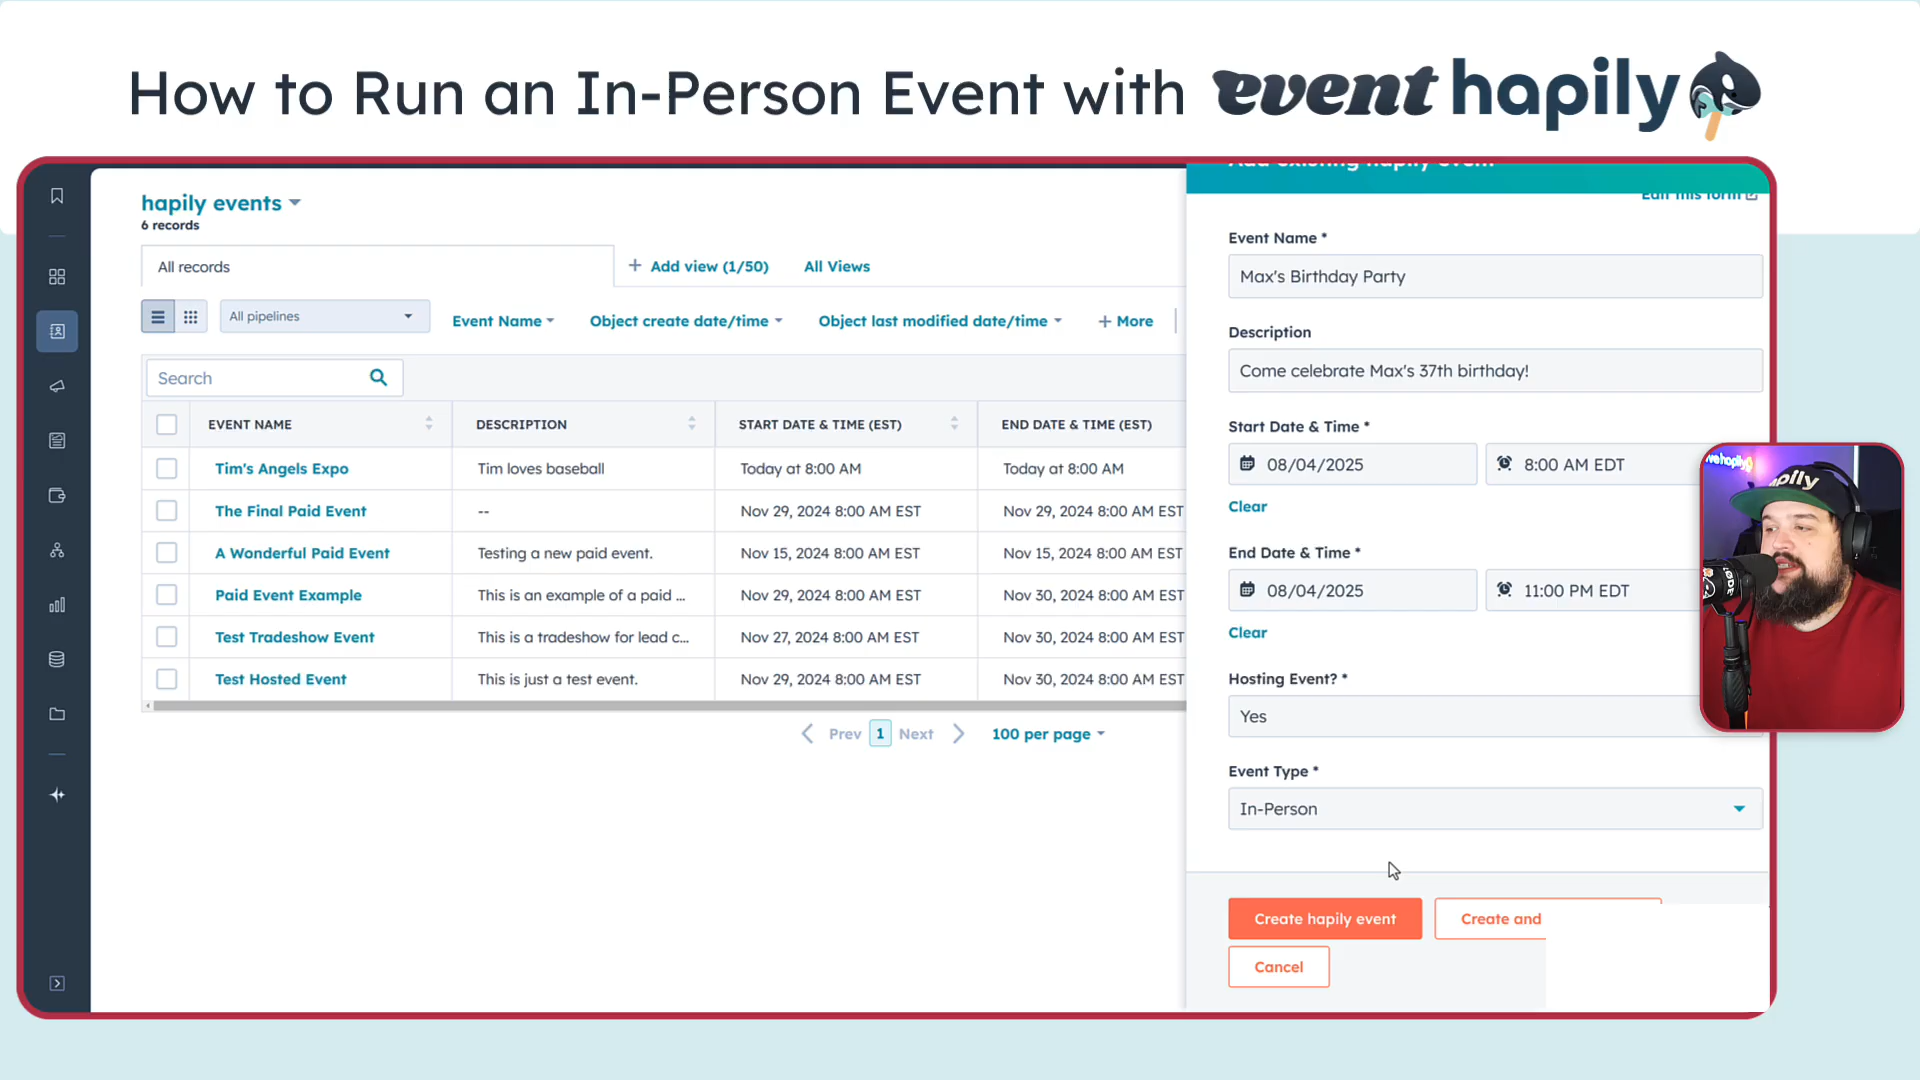 How to Run an In-Person Event with event hapily
hapily events
6 records
All records
+ Add view (1/50)
All Views
All pipelines
Event Name
Object create date/time
Object last modified date/time
+ More
Search
EVENT NAME
DESCRIPTION
START DATE & TIME (EST)
END DATE & TIME (EST)
Tim's Angels Expo
Tim loves baseball
Today at 8:00 AM
Today at 8:00 AM
The Final Paid Event
--
Nov 29, 2024 8:00 AM EST
Nov 29, 2024 8:00 AM EST
A Wonderful Paid Event
Testing a new paid event.
Nov 15, 2024 8:00 AM EST
Nov 15, 2024 8:00 AM EST
Paid Event Example
This is an example of a paid ...
Nov 29, 2024 8:00 AM EST
Nov 30, 2024 8:00 AM EST
Test Tradeshow Event
This is a tradeshow for lead c...
Nov 27, 2024 8:00 AM EST
Nov 30, 2024 8:00 AM EST
Test Hosted Event
This is just a test event.
Nov 29, 2024 8:00 AM EST
Nov 30, 2024 8:00 AM EST
Prev 1 Next
100 per page
Add existing hapily event
Edit this form
Event Name *
Max's Birthday Party
Description
Come celebrate Max's 37th birthday!
Start Date & Time *
08/04/2025
8:00 AM EDT
Clear
End Date & Time *
08/04/2025
11:00 PM EDT
Clear
Hosting Event? *
Yes
Event Type *
In-Person
Create hapily event
Create and
Cancel